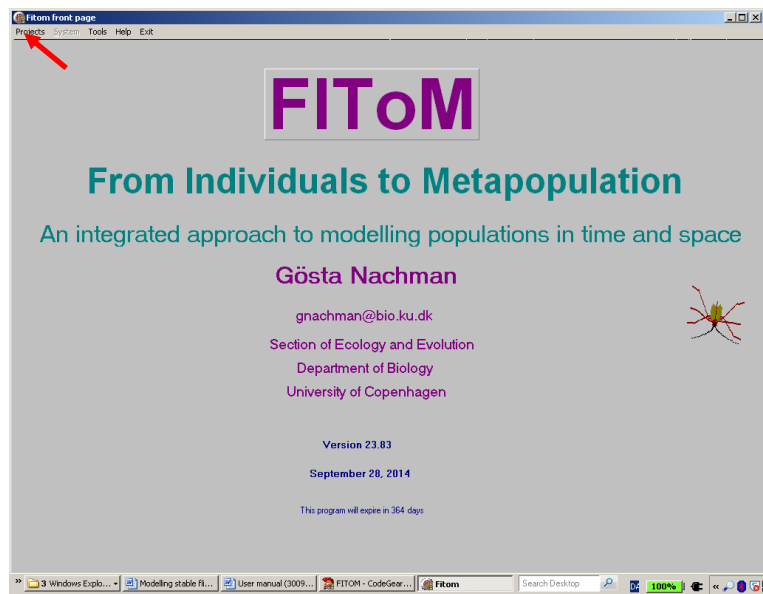 Fitom front page
Projects System Tools Help Exit
FIToM
From Individuals to Metapopulation
An integrated approach to modelling populations in time and space
Gösta Nachman
gnachman@bio.ku.dk
Section of Ecology and Evolution
Department of Biology
University of Copenhagen
Version 23.83
September 28, 2014
This program will expire in 364 days
» 3 Windows Explo... Modelling stable fli... User manual (3009... FITOM - CodeGear... Fitom Search Desktop DA 100% «